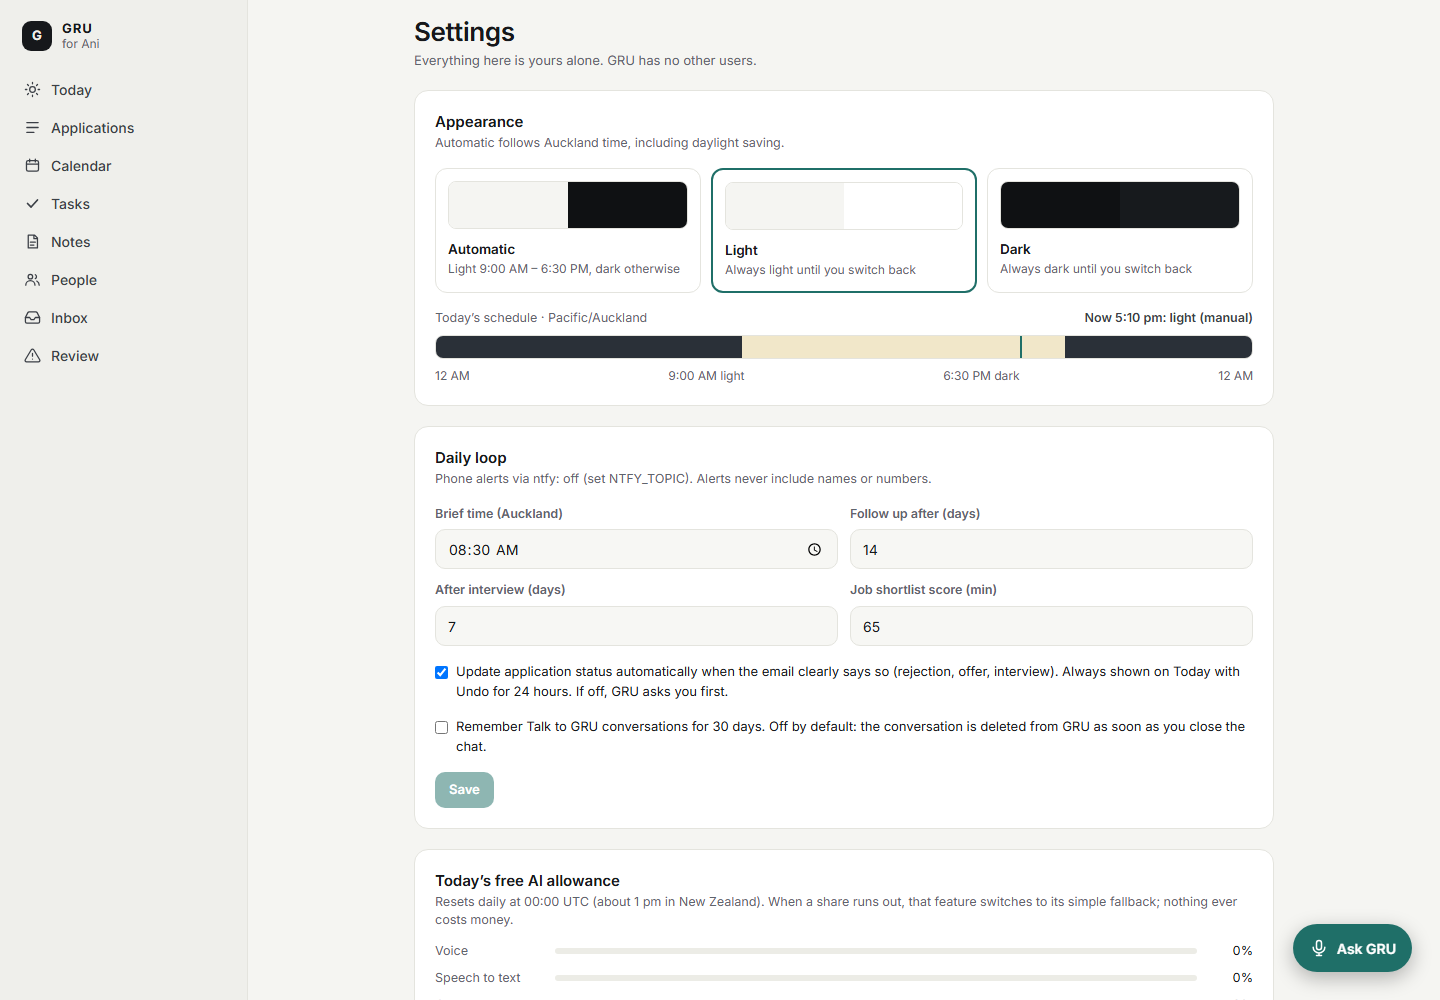 G
GRU
for Ani
Today
Applications
Calendar
Tasks
Notes
People
Inbox
Review
Settings
Everything here is yours alone. GRU has no other users.
Appearance
Automatic follows Auckland time, including daylight saving.
Automatic
Light 9:00 AM – 6:30 PM, dark otherwise
Light
Always light until you switch back
Dark
Always dark until you switch back
Today’s schedule · Pacific/Auckland
Now 5:10 pm: light (manual)
12 AM
9:00 AM light
6:30 PM dark
12 AM
Daily loop
Phone alerts via ntfy: off (set NTFY_TOPIC). Alerts never include names or numbers.
Brief time (Auckland)
Follow up after (days)
08:30 AM
14
After interview (days)
Job shortlist score (min)
7
65
Update application status automatically when the email clearly says so (rejection, offer, interview). Always shown on Today with
Undo for 24 hours. If off, GRU asks you first.
Remember Talk to GRU conversations for 30 days. Off by default: the conversation is deleted from GRU as soon as you close the
chat.
Save
Today’s free AI allowance
Resets daily at 00:00 UTC (about 1 pm in New Zealand). When a share runs out, that feature switches to its simple fallback; nothing ever
costs money.
Voice
0%
Speech to text
0%
Ask GRU